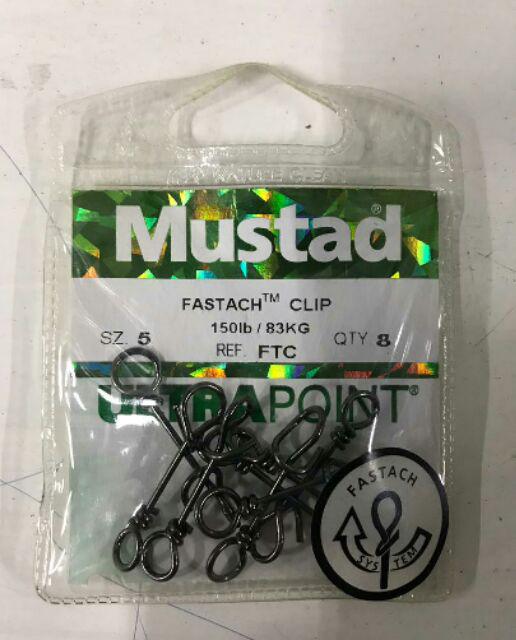 Mustad®
FASTACH™ CLIP
150lb / 83KG
SZ. 5
REF. FTC
QTY 8
ULTRAPOINT®
FASTACH
SYSTEM